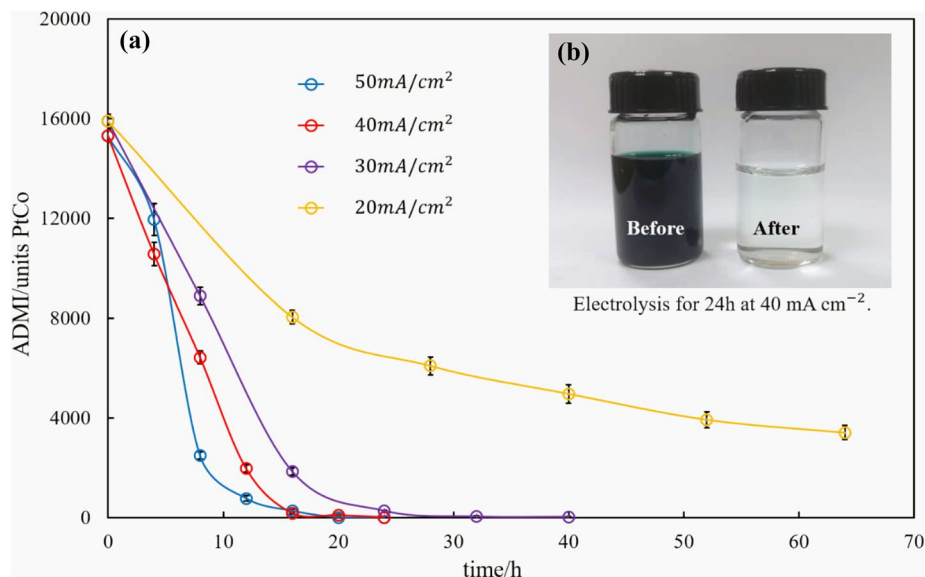 20000
16000
12000
8000
4000
0
ADMI/units PtCo
(a)
50mA/cm²
40mA/cm²
30mA/cm²
20mA/cm²
(b)
Before
After
Electrolysis for 24h at 40 mA cm⁻².
0 10 20 30 40 50 60 70
time/h